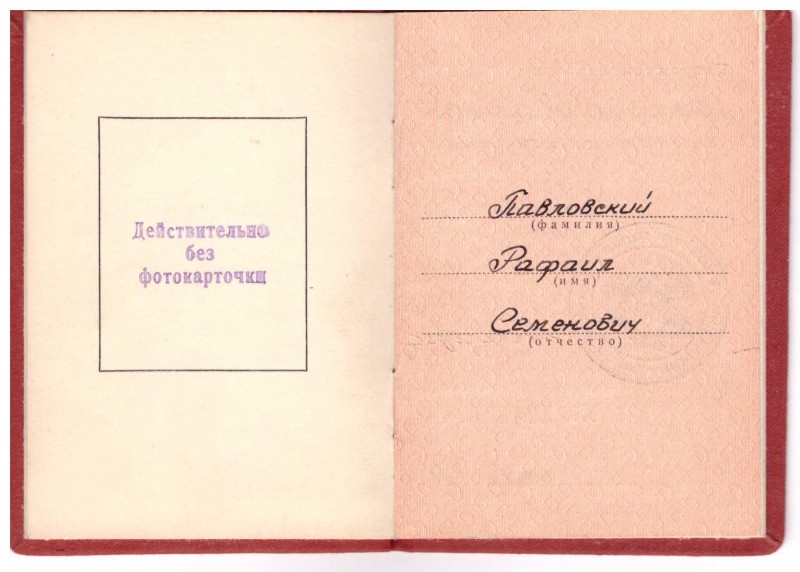 Действительно
без
фотокарточки
Павловский
(фамилия)
Рафаил
(имя)
Семенович
(отчество)